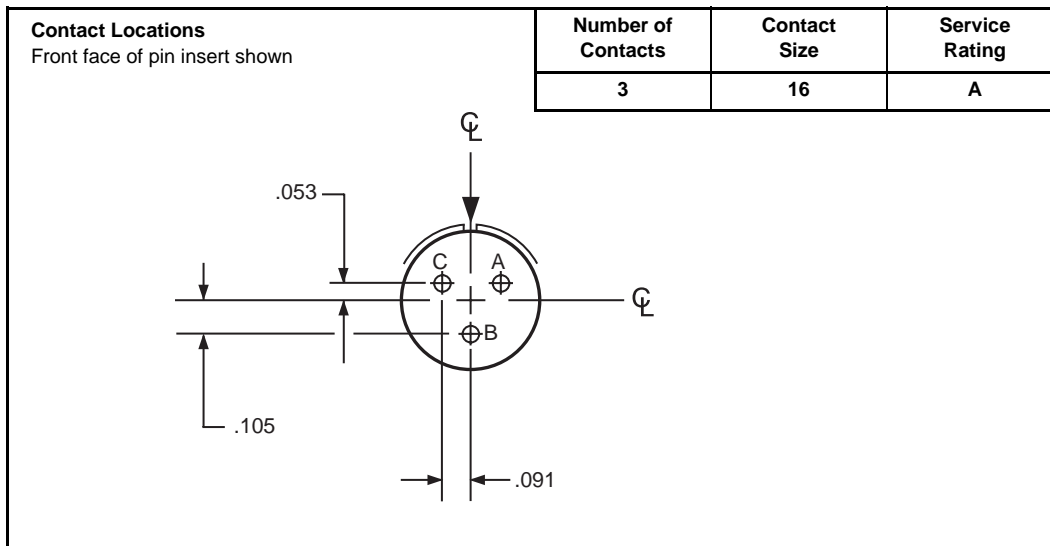 Contact Locations
Front face of pin insert shown
Number of Contacts
Contact Size
Service Rating
3
16
A
℄
.053
C
A
℄
B
.105
.091